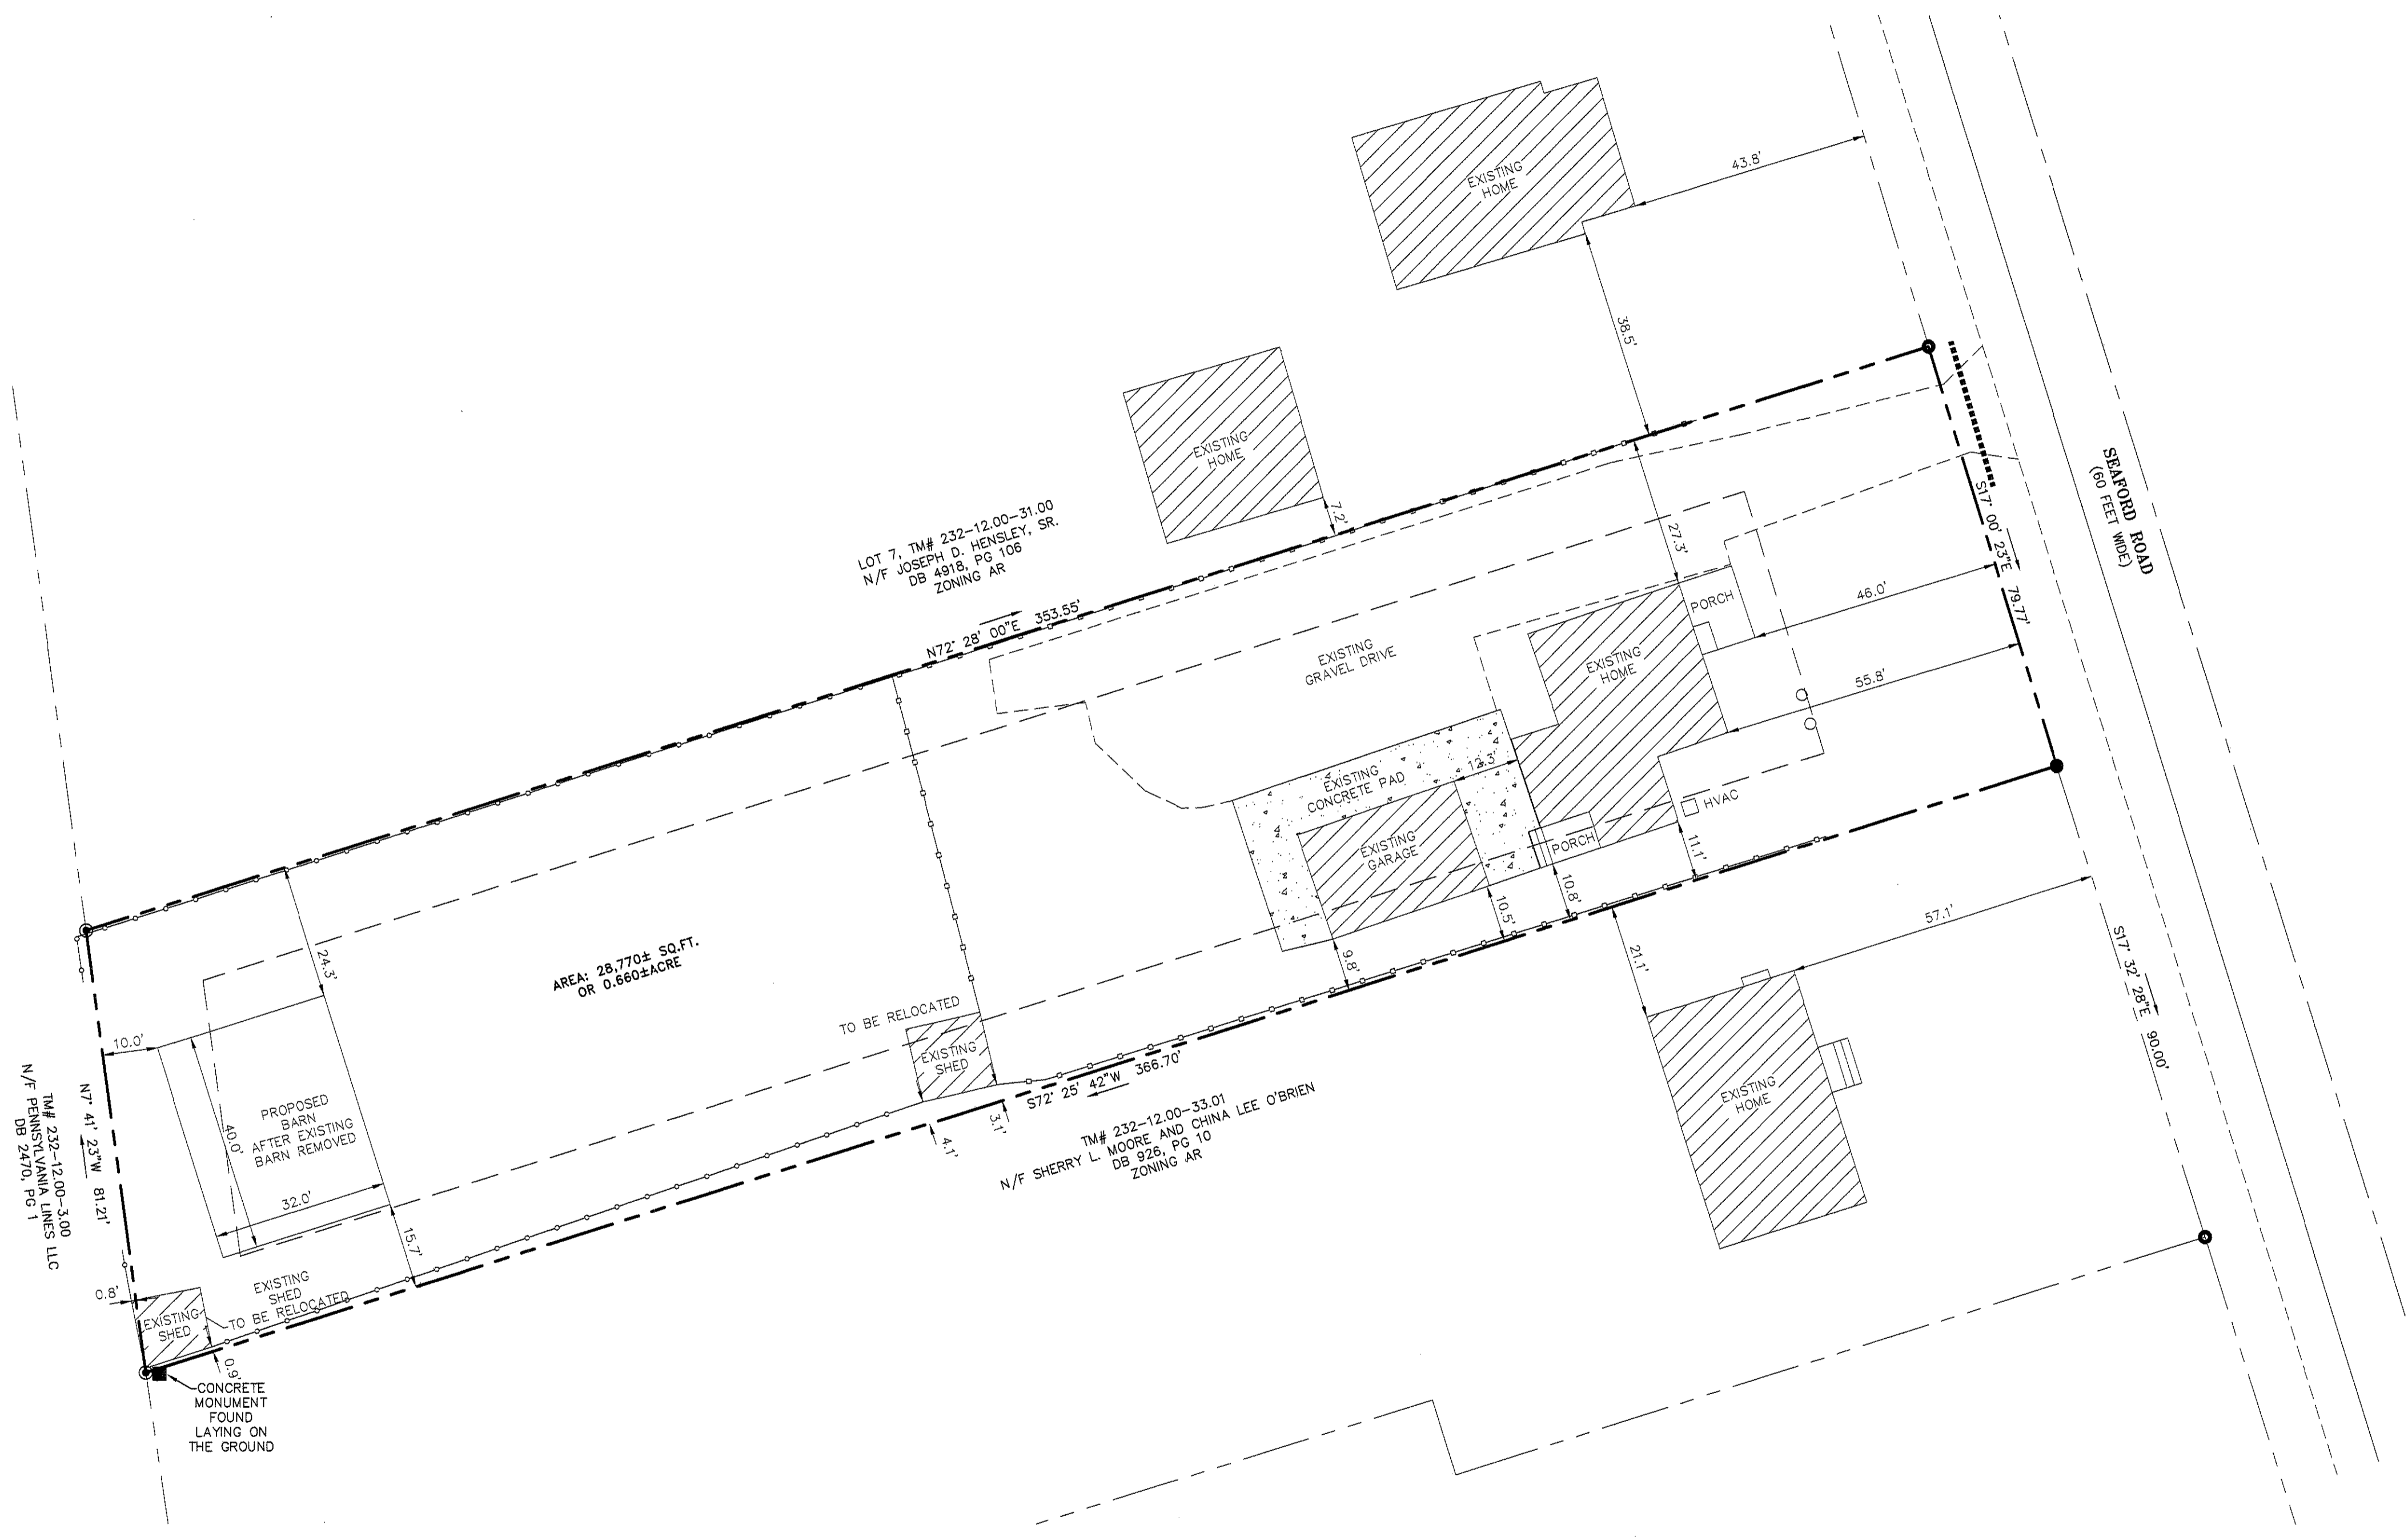 EXISTING
HOME
43.8'
38.5'
EXISTING
HOME
7.2'
SEAFORD ROAD
(60 FEET WIDE)
S17° 00' 23"E 79.77'
LOT 7, TM# 232-12.00-31.00
N/F JOSEPH D. HENSLEY, SR.
DB 4918, PG 106
ZONING AR
N72° 28' 00"E 353.55'
27.3'
PORCH
46.0'
55.8'
EXISTING
GRAVEL DRIVE
EXISTING
HOME
12.3'
EXISTING
CONCRETE PAD
HVAC
EXISTING
GARAGE
PORCH
11.1'
10.8'
10.5'
9.8'
57.1'
21.1'
S17° 32' 28"E 90.00'
EXISTING
HOME
AREA: 28,770± SQ.FT.
OR 0.660±ACRE
24.3'
10.0'
TO BE RELOCATED
EXISTING
SHED
S72° 25' 42"W 366.70'
3.1'
4.1'
TM# 232-12.00-33.01
N/F SHERRY L. MOORE AND CHINA LEE O'BRIEN
DB 926, PG 10
ZONING AR
PROPOSED
BARN
AFTER EXISTING
BARN REMOVED
40.0'
32.0'
15.7'
N7° 41' 23"W 81.21'
TM# 232-12.00-3.00
N/F PENNSYLVANIA LINES LLC
DB 2470, PG 1
0.8'
EXISTING
SHED
EXISTING
SHED
TO BE RELOCATED
0.9'
CONCRETE
MONUMENT
FOUND
LAYING ON
THE GROUND